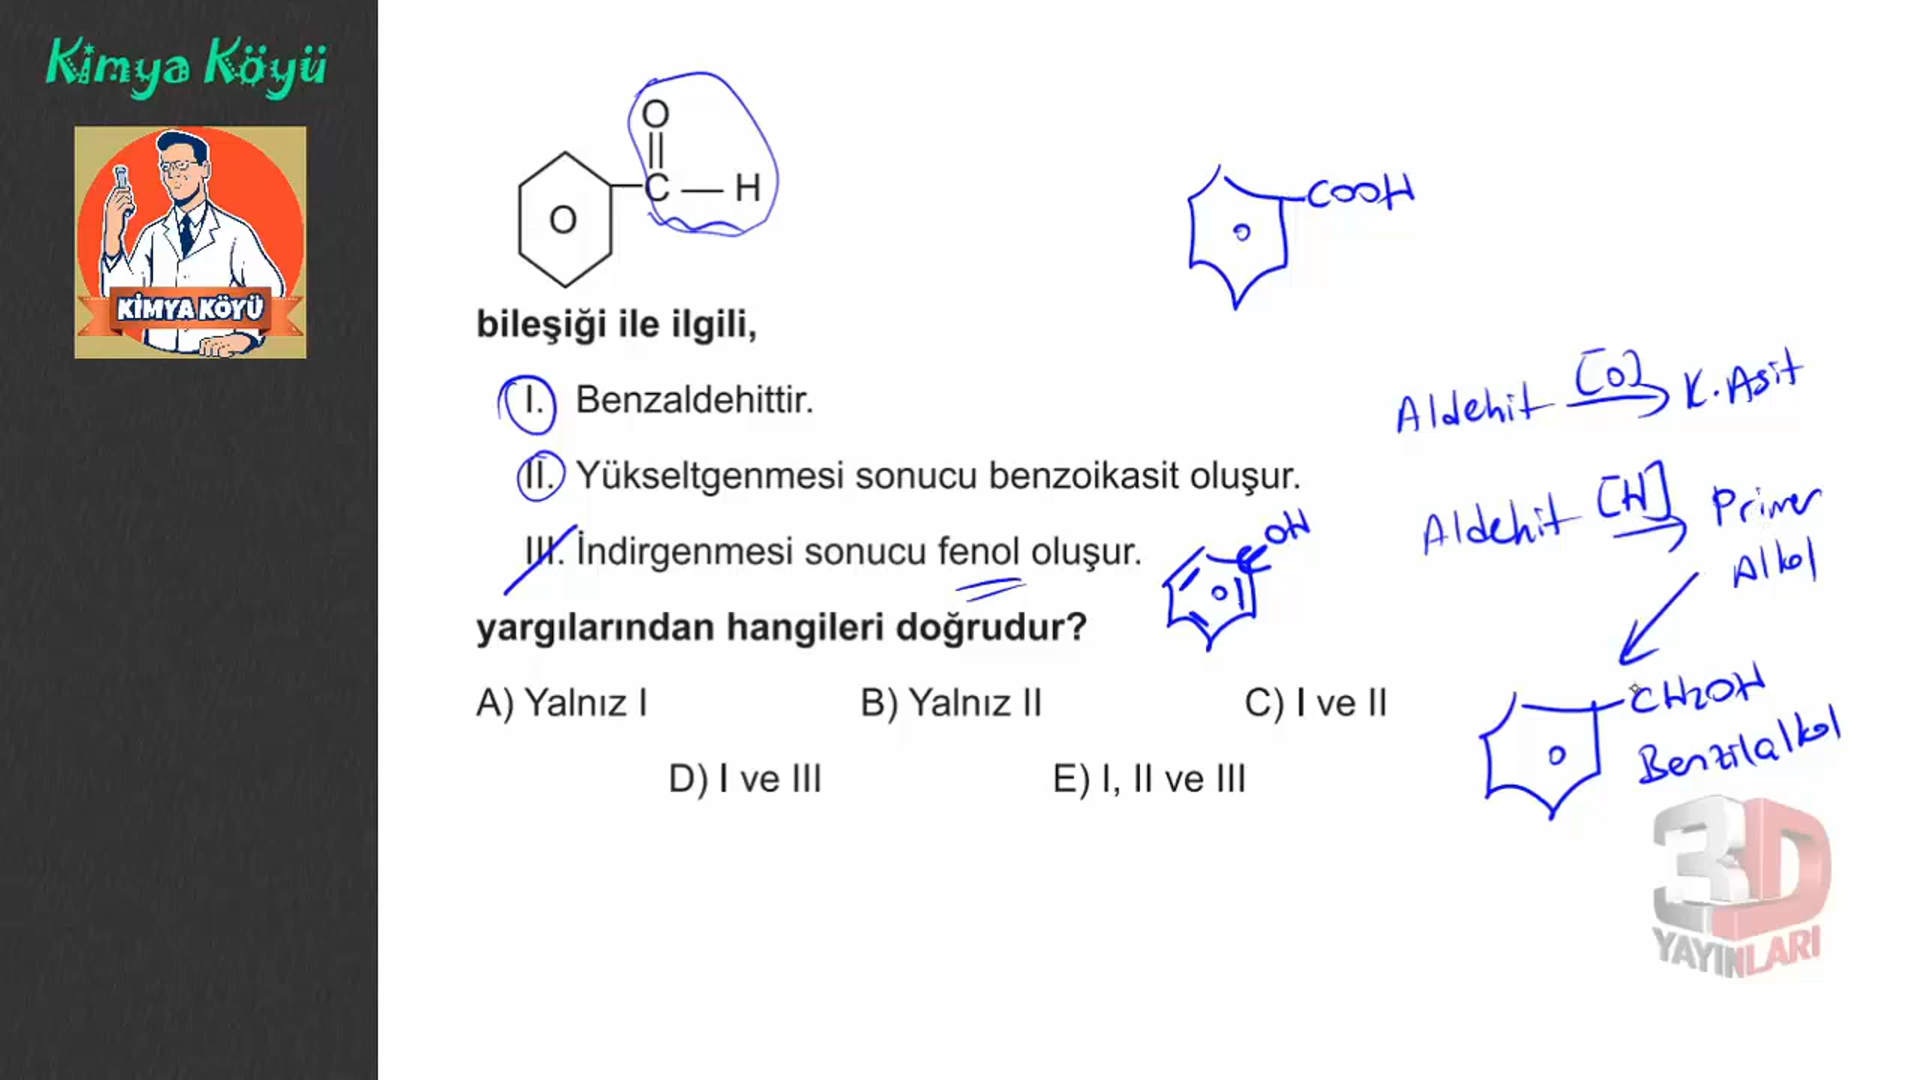 Kimya Köyü
KİMYA KÖYÜ
O
C — H
O
COOH
bileşiği ile ilgili,
I. Benzaldehittir.
II. Yükseltgenmesi sonucu benzoikasit oluşur.
III. İndirgenmesi sonucu fenol oluşur.
OH
yargılarından hangileri doğrudur?
A) Yalnız I
B) Yalnız II
C) I ve II
D) I ve III
E) I, II ve III
Aldehit [O] → K. Asit
Aldehit [H] → Primer
Alkol
CH2OH
Benzilalkol
3D
YAYINLARI